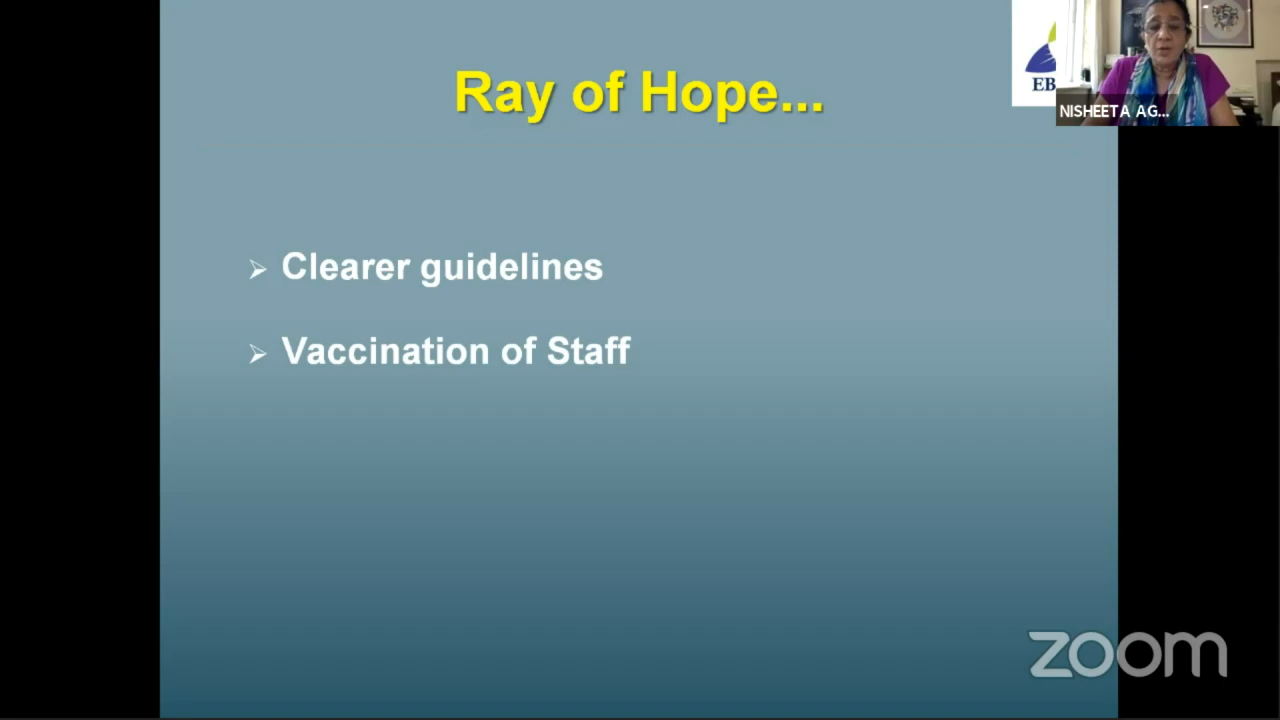 Ray of Hope...
EB
NISHEETA AG...
➢ Clearer guidelines
➢ Vaccination of Staff
zoom